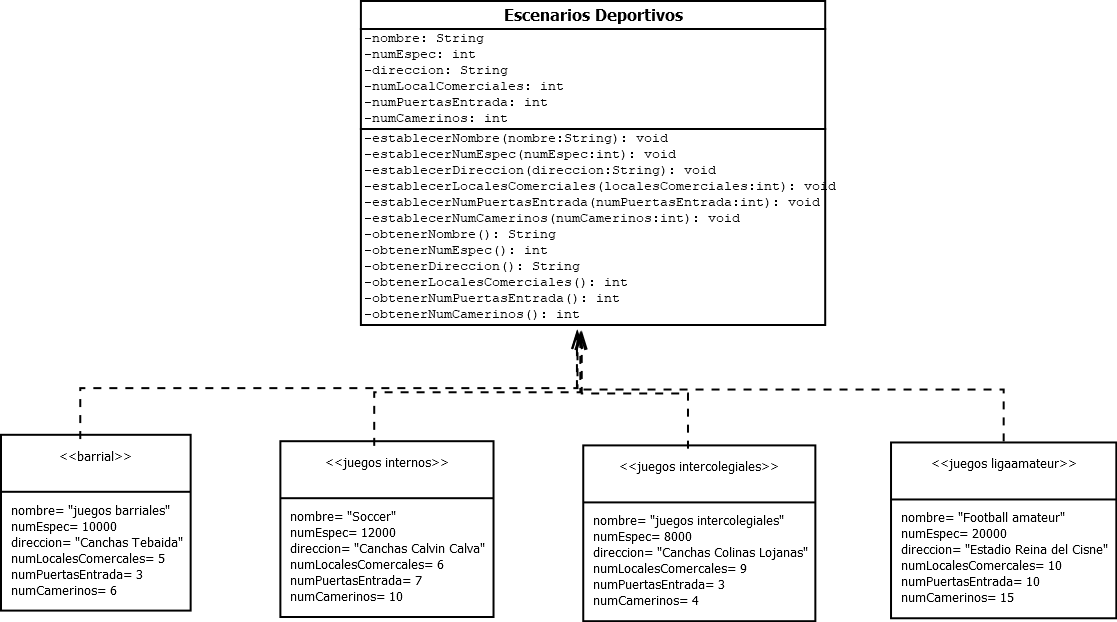 Escenarios Deportivos
-nombre: String
-numEspec: int
-direccion: String
-numLocalComerciales: int
-numPuertasEntrada: int
-numCamerinos: int
-establecerNombre(nombre:String): void
-establecerNumEspec(numEspec:int): void
-establecerDireccion(direccion:String): void
-establecerLocalesComerciales(localesComerciales:int): void
-establecerNumPuertasEntrada(numPuertasEntrada:int): void
-establecerNumCamerinos(numCamerinos:int): void
-obtenerNombre(): String
-obtenerNumEspec(): int
-obtenerDireccion(): String
-obtenerLocalesComerciales(): int
-obtenerNumPuertasEntrada(): int
-obtenerNumCamerinos(): int
<<barrial>>
nombre= "juegos barriales"
numEspec= 10000
direccion= "Canchas Tebaida"
numLocalesComercales= 5
numPuertasEntrada= 3
numCamerinos= 6
<<juegos internos>>
nombre= "Soccer"
numEspec= 12000
direccion= "Canchas Calvin Calva"
numLocalesComercales= 6
numPuertasEntrada= 7
numCamerinos= 10
<<juegos intercolegiales>>
nombre= "juegos intercolegiales"
numEspec= 8000
direccion= "Canchas Colinas Lojanas"
numLocalesComercales= 9
numPuertasEntrada= 3
numCamerinos= 4
<<juegos ligaamateur>>
nombre= "Football amateur"
numEspec= 20000
direccion= "Estadio Reina del Cisne"
numLocalesComercales= 10
numPuertasEntrada= 10
numCamerinos= 15